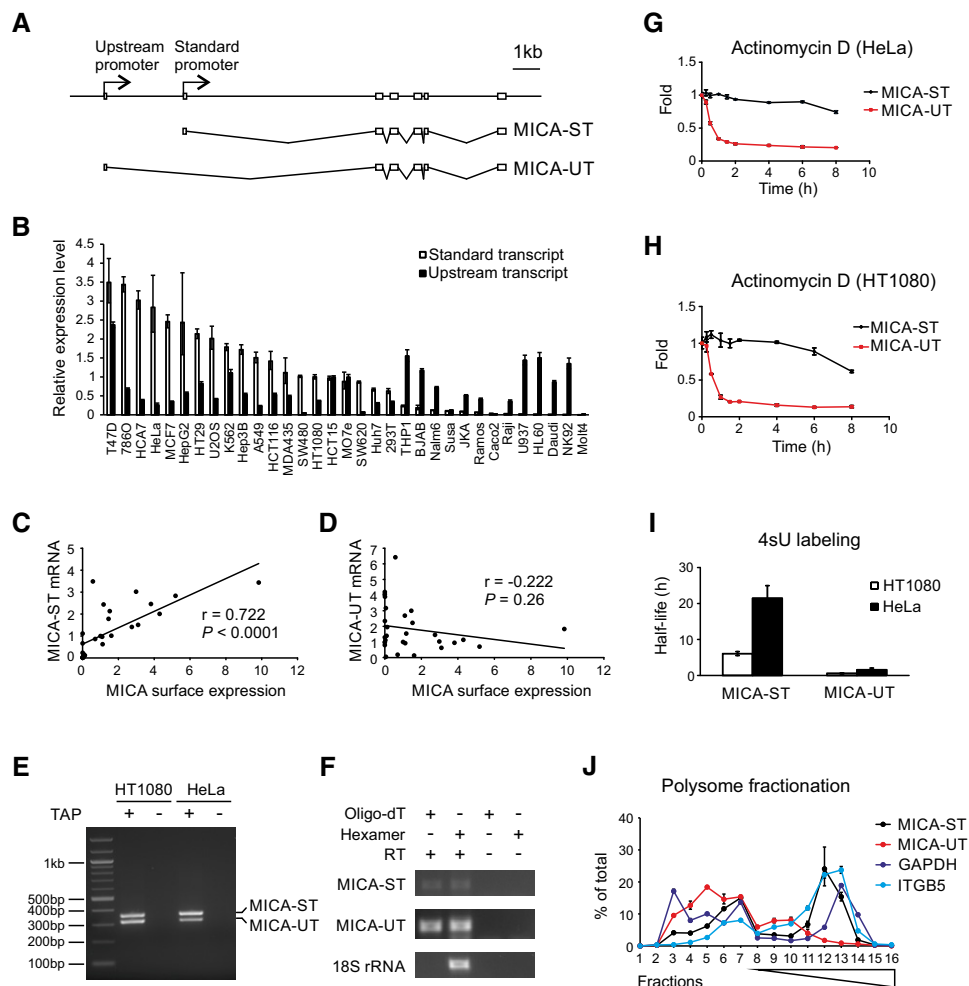 A
Upstream promoter
Standard promoter
1kb
MICA-ST
MICA-UT
B
Relative expression level
4.5
4
3.5
3
2.5
2
1.5
1
0.5
0
Standard transcript
Upstream transcript
T47D
786O
HCA7
HeLa
MCF7
HepG2
HT29
U2OS
K562
Hep3B
A549
HCT116
MDA435
SW480
HT1080
HCT15
MO7e
SW620
Huh7
293T
THP1
BJAB
Nalm6
Susa
JKA
Ramos
Caco2
Raji
U937
HL60
Daudi
NK92
Molt4
C
MICA-ST mRNA
5
4
3
2
1
0
r = 0.722
P < 0.0001
0 2 4 6 8 10 12
MICA surface expression
D
MICA-UT mRNA
7
6
5
4
3
2
1
0
r = -0.222
P = 0.26
0 2 4 6 8 10 12
MICA surface expression
E
HT1080 HeLa
TAP + - + -
1kb
500bp
400bp
300bp
200bp
100bp
MICA-ST
MICA-UT
F
Oligo-dT + - + -
Hexamer - + - +
RT + + - -
MICA-ST
MICA-UT
18S rRNA
G
Actinomycin D (HeLa)
Fold
1.5
1
0.5
0
MICA-ST
MICA-UT
0 2 4 6 8 10
Time (h)
H
Actinomycin D (HT1080)
Fold
1.5
1
0.5
0
MICA-ST
MICA-UT
0 2 4 6 8 10
Time (h)
I
4sU labeling
Half-life (h)
30
20
10
0
HT1080
HeLa
MICA-ST MICA-UT
J
Polysome fractionation
% of total
40
30
20
10
0
MICA-ST
MICA-UT
GAPDH
ITGB5
1 2 3 4 5 6 7 8 9 10 11 12 13 14 15 16
Fractions